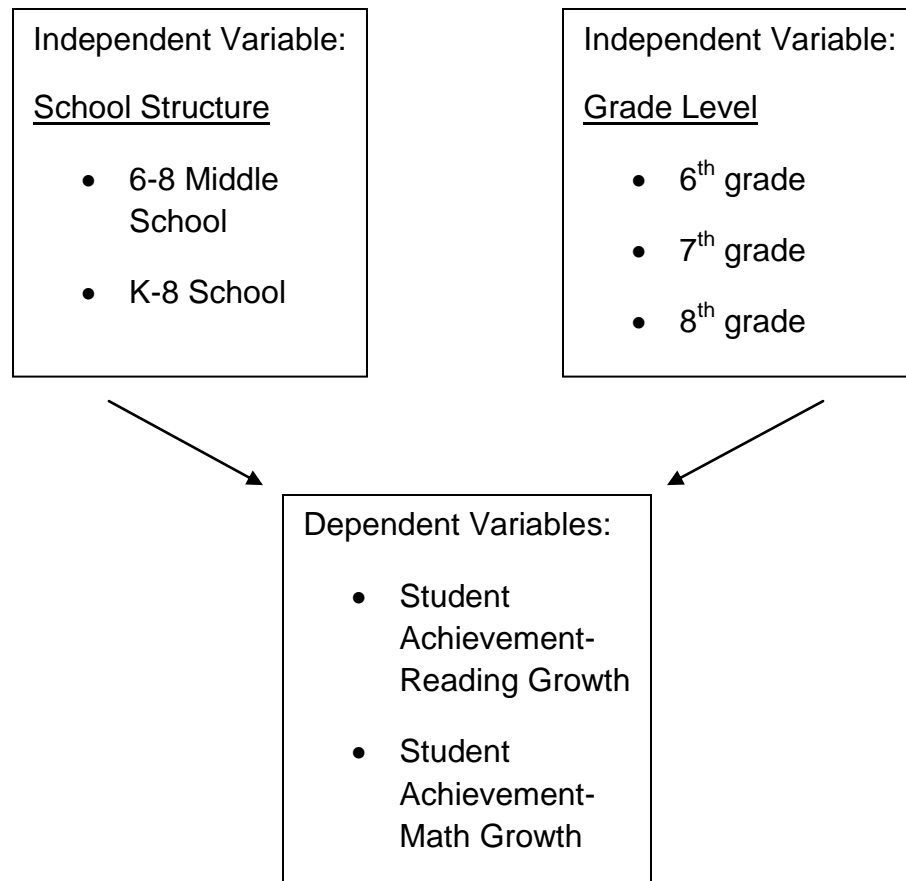 Independent Variable:
School Structure
• 6-8 Middle
School
• K-8 School
Independent Variable:
Grade Level
• 6th grade
• 7th grade
• 8th grade
Dependent Variables:
• Student
Achievement-
Reading Growth
• Student
Achievement-
Math Growth